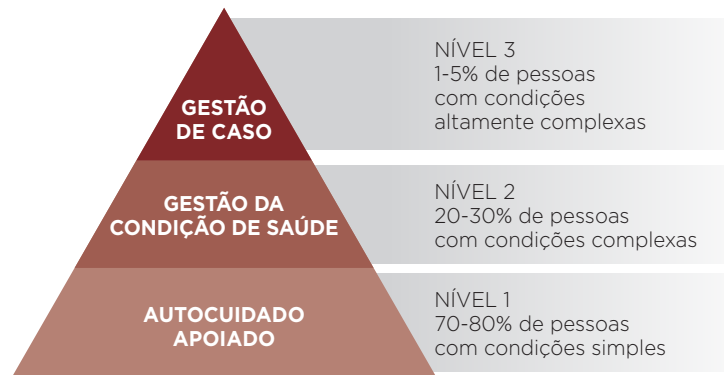 GESTÃO
DE CASO
NÍVEL 3
1-5% de pessoas
com condições
altamente complexas
GESTÃO DA
CONDIÇÃO DE SAÚDE
NÍVEL 2
20-30% de pessoas
com condições complexas
AUTOCUIDADO
APOIADO
NÍVEL 1
70-80% de pessoas
com condições simples